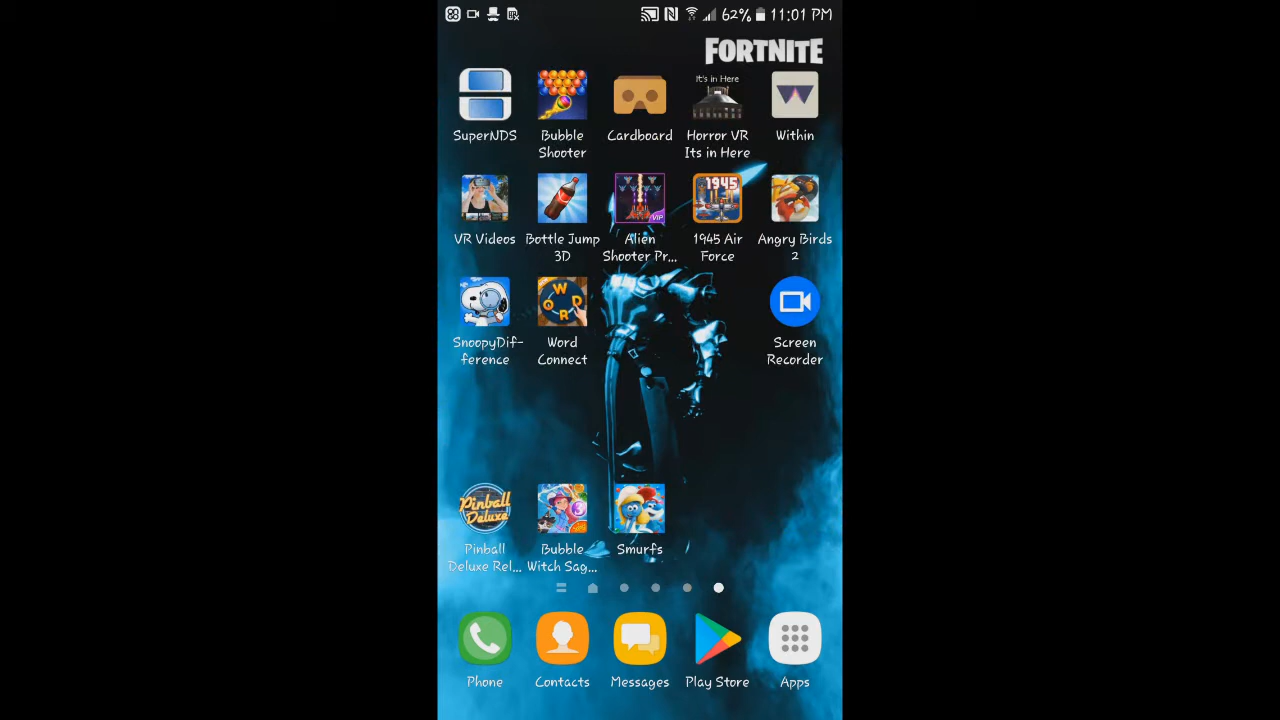 62% 11:01 PM
FORTNITE
It's in Here
SuperNDS
Bubble Shooter
Cardboard
Horror VR Its in Here
Within
1945
VIP
VR Videos
Bottle Jump 3D
Alien Shooter Pr...
1945 Air Force
Angry Birds 2
W
O
R
D
SnoopyDif-
ference
Word Connect
Screen Recorder
Pinball Deluxe
3
Pinball Deluxe Rel...
Bubble Witch Sag...
Smurfs
Phone
Contacts
Messages
Play Store
Apps